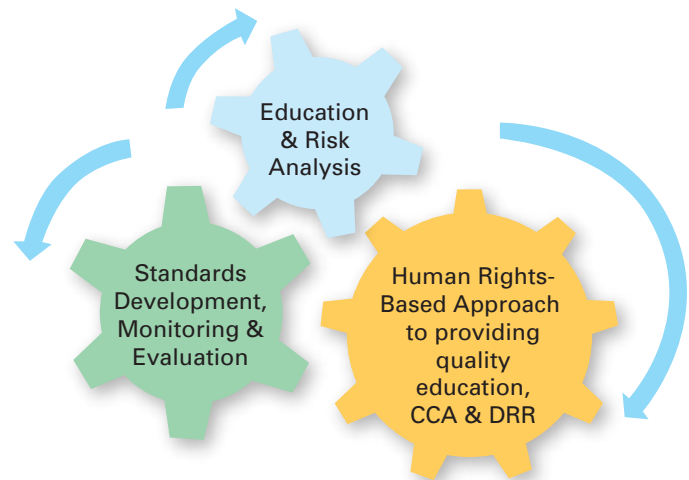 Education
& Risk
Analysis
Standards
Development,
Monitoring &
Evaluation
Human Rights-
Based Approach
to providing
quality
education,
CCA & DRR